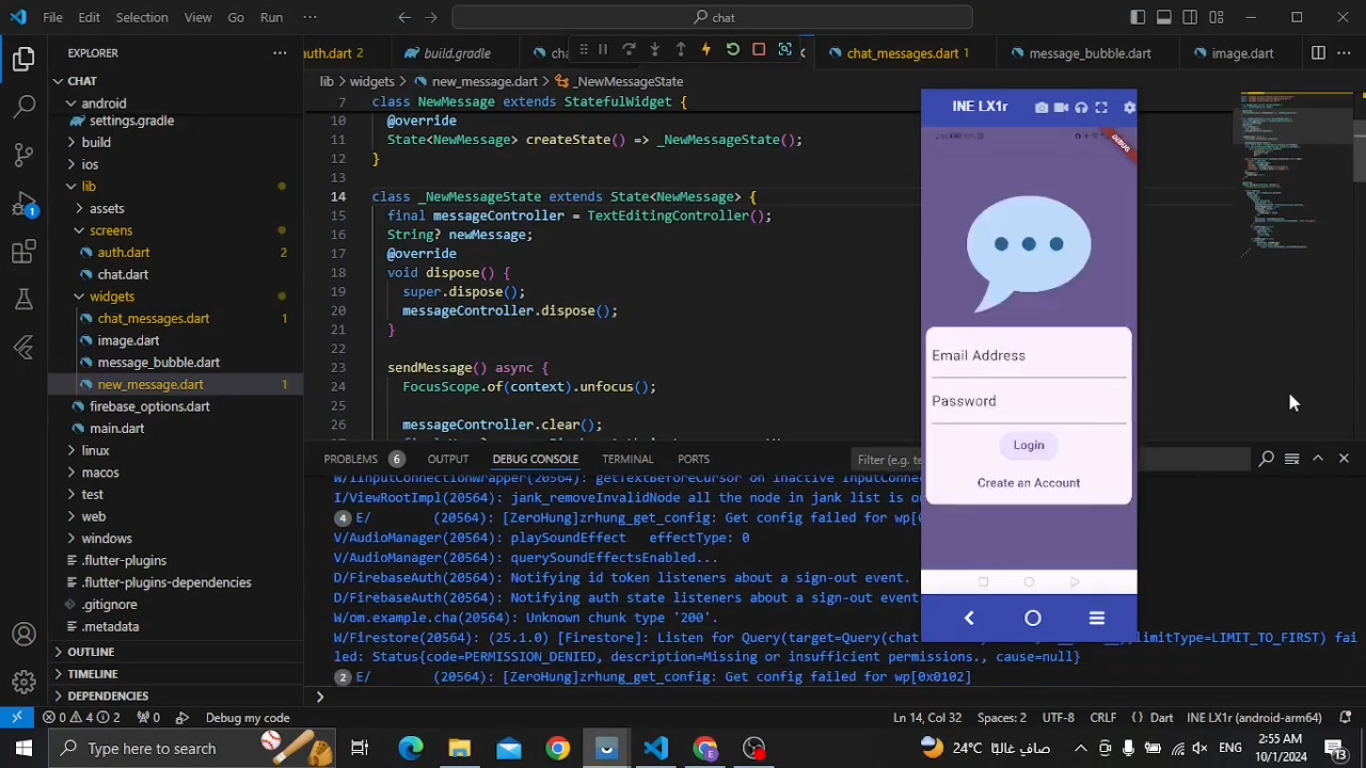 File Edit Selection View Go Run ··· chat
EXPLORER ···
auth.dart 2 build.gradle chat_messages.dart 1 message_bubble.dart image.dart ···
CHAT
lib > widgets > new_message.dart > _NewMessageState
android
settings.gradle
build
ios
lib
assets
screens
auth.dart 2
chat.dart
widgets
chat_messages.dart 1
image.dart
message_bubble.dart
new_message.dart 1
firebase_options.dart
main.dart
linux
macos
test
web
windows
.flutter-plugins
.flutter-plugins-dependencies
.gitignore
.metadata
OUTLINE
TIMELINE
DEPENDENCIES
7 class NewMessage extends StatefulWidget {
10 @override
11 State<NewMessage> createState() => _NewMessageState();
12 }
13
14 class _NewMessageState extends State<NewMessage> {
15 final messageController = TextEditingController();
16 String? newMessage;
17 @override
18 void dispose() {
19 super.dispose();
20 messageController.dispose();
21 }
22
23 sendMessage() async {
24 FocusScope.of(context).unfocus();
25
26 messageController.clear();
INE LX1r
DEBUG
Email Address
Password
Login
Create an Account
PROBLEMS 6 OUTPUT DEBUG CONSOLE TERMINAL PORTS Filter (e.g. te
W/IInputConnectionWrapper(20564): getTextBeforeCursor on inactive InputConnec
I/ViewRootImpl(20564): jank_removeInvalidNode all the node in jank list is ou
4 E/ (20564): [ZeroHung]zrhung_get_config: Get config failed for wp[
V/AudioManager(20564): playSoundEffect effectType: 0
V/AudioManager(20564): querySoundEffectsEnabled...
D/FirebaseAuth(20564): Notifying id token listeners about a sign-out event.
D/FirebaseAuth(20564): Notifying auth state listeners about a sign-out event
W/om.example.cha(20564): Unknown chunk type '200'.
W/Firestore(20564): (25.1.0) [Firestore]: Listen for Query(target=Query(chat limitType=LIMIT_TO_FIRST) fai
led: Status{code=PERMISSION_DENIED, description=Missing or insufficient permissions., cause=null}
2 E/ (20564): [ZeroHung]zrhung_get_config: Get config failed for wp[0x0102]
0 4 2 0 Debug my code Ln 14, Col 32 Spaces: 2 UTF-8 CRLF {} Dart INE LX1r (android-arm64)
Type here to search 24°C صافٍ غالبًا ENG 2:55 AM
10/1/2024 13